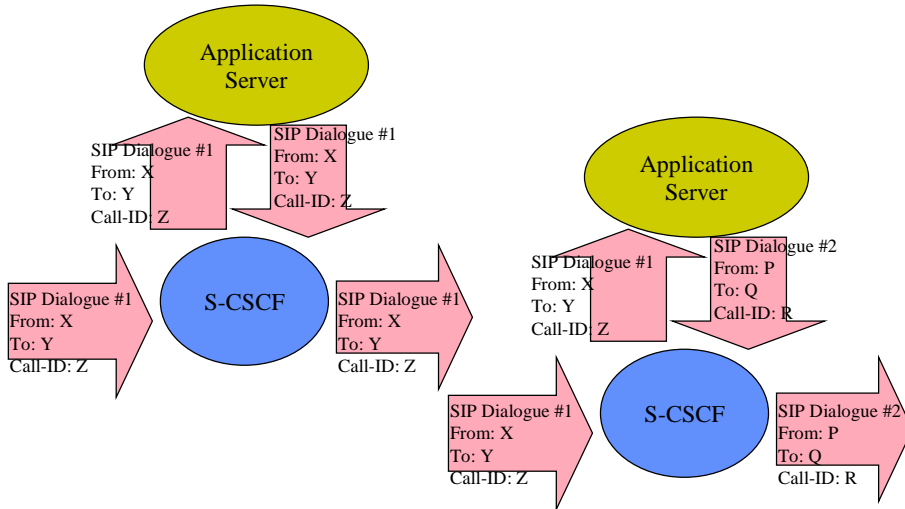 Application
Server
SIP Dialogue #1
From: X
To: Y
Call-ID: Z
SIP Dialogue #1
From: X
To: Y
Call-ID: Z
SIP Dialogue #1
From: X
To: Y
Call-ID: Z
S-CSCF
SIP Dialogue #1
From: X
To: Y
Call-ID: Z
Application
Server
SIP Dialogue #1
From: X
To: Y
Call-ID: Z
SIP Dialogue #2
From: P
To: Q
Call-ID: R
SIP Dialogue #1
From: X
To: Y
Call-ID: Z
S-CSCF
SIP Dialogue #2
From: P
To: Q
Call-ID: R